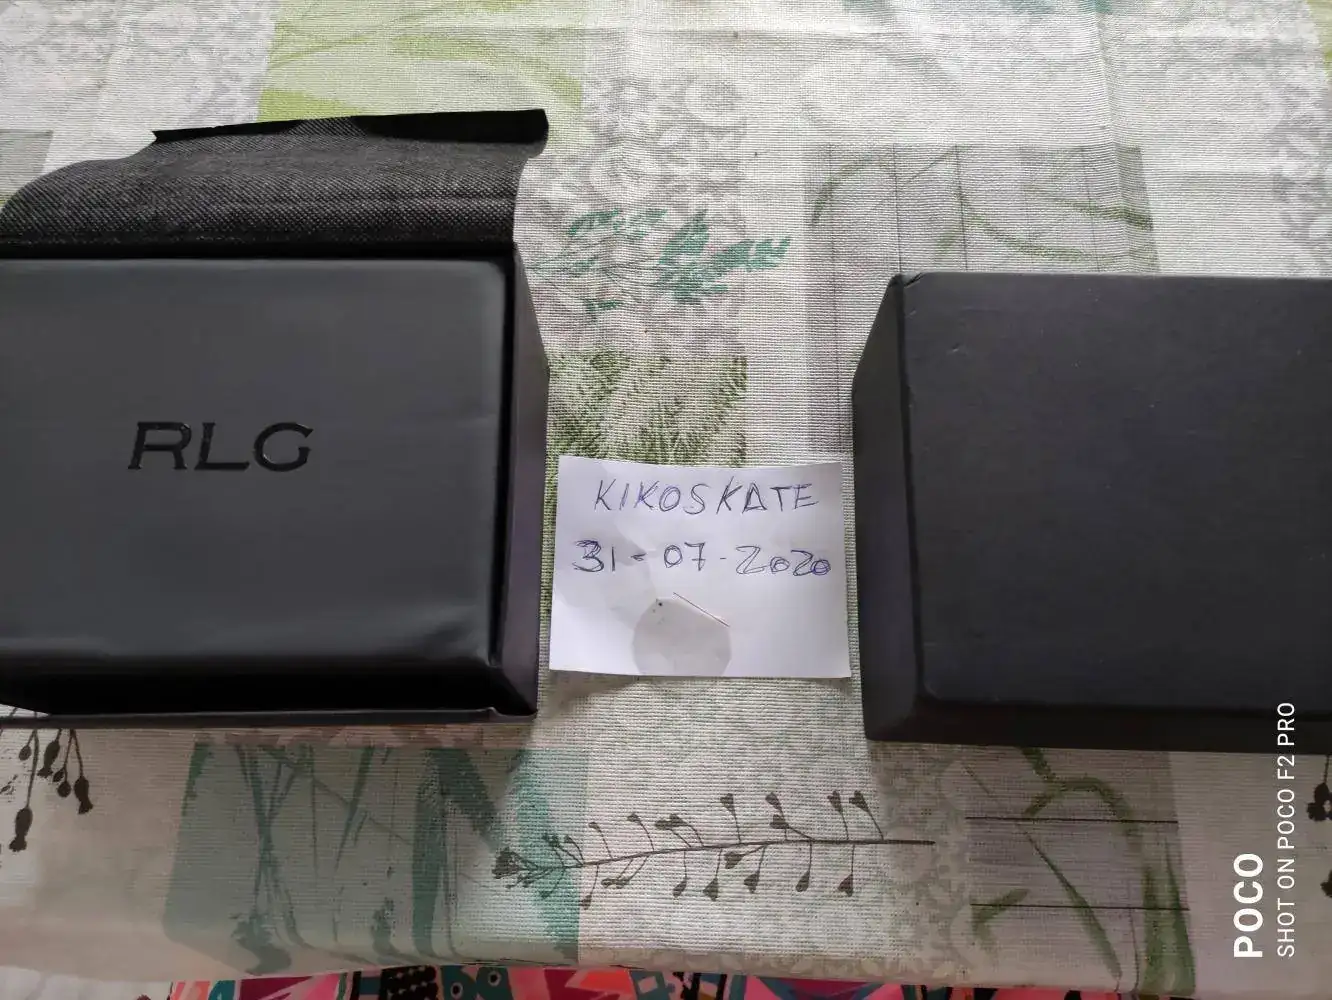 RLG
KIKOSKATE
31-07-2020
POCO
SHOT ON POCO F2 PRO